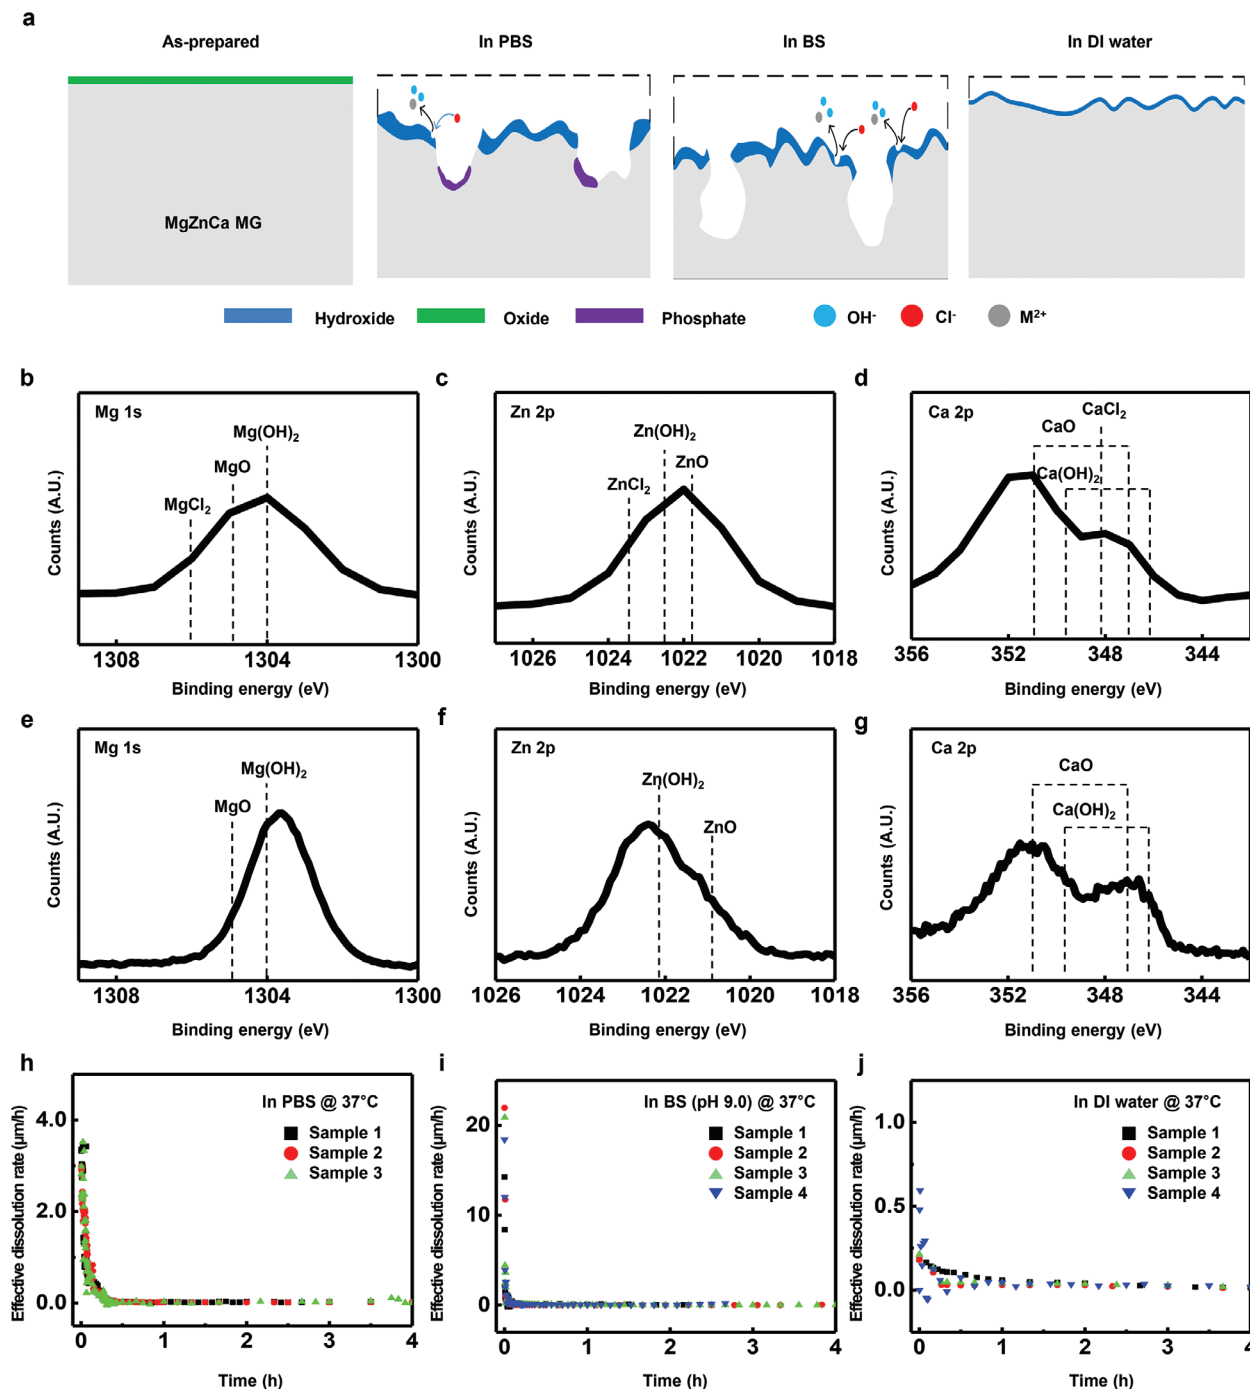 a
As-prepared In PBS In BS In DI water
MgZnCa MG
Hydroxide Oxide Phosphate OH⁻ Cl⁻ M²⁺
b
Mg 1s
Mg(OH)₂
MgO
MgCl₂
Counts (A.U.)
1308 1304 1300
Binding energy (eV)
c
Zn 2p
Zn(OH)₂
ZnO
ZnCl₂
Counts (A.U.)
1026 1024 1022 1020 1018
Binding energy (eV)
d
Ca 2p
CaCl₂
CaO
Ca(OH)₂
Counts (A.U.)
356 352 348 344
Binding energy (eV)
e
Mg 1s
Mg(OH)₂
MgO
Counts (A.U.)
1308 1304 1300
Binding energy (eV)
f
Zn 2p
Zn(OH)₂
ZnO
Counts (A.U.)
1026 1024 1022 1020 1018
Binding energy (eV)
g
Ca 2p
CaO
Ca(OH)₂
Counts (A.U.)
356 352 348 344
Binding energy (eV)
h
In PBS @ 37°C
Sample 1
Sample 2
Sample 3
Effective dissolution rate (μm/h)
4.0
2.0
0.0
0 1 2 3 4
Time (h)
i
In BS (pH 9.0) @ 37°C
Sample 1
Sample 2
Sample 3
Sample 4
Effective dissolution rate (μm/h)
20
10
0
0 1 2 3 4
Time (h)
j
In DI water @ 37°C
Sample 1
Sample 2
Sample 3
Sample 4
Effective dissolution rate (μm/h)
1.0
0.5
0.0
0 1 2 3 4
Time (h)